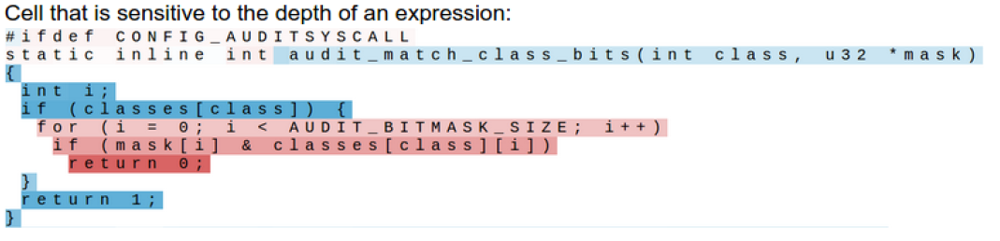 Cell that is sensitive to the depth of an expression:
#ifdef CONFIG_AUDITSYSCALL
static inline int audit_match_class_bits(int class, u32 *mask)
{
int i;
if (classes[class]) {
for (i = 0; i < AUDIT_BITMASK_SIZE; i++)
if (mask[i] & classes[class][i])
return 0;
}
return 1;
}